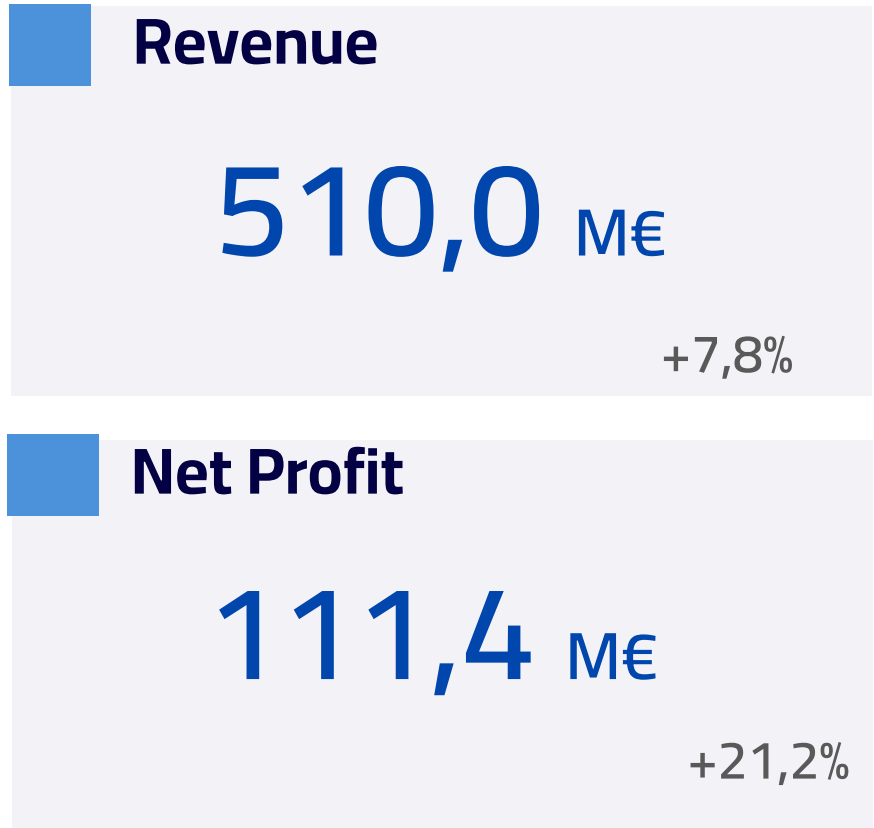 Revenue
510,0 M€
+7,8%
Net Profit
111,4 M€
+21,2%